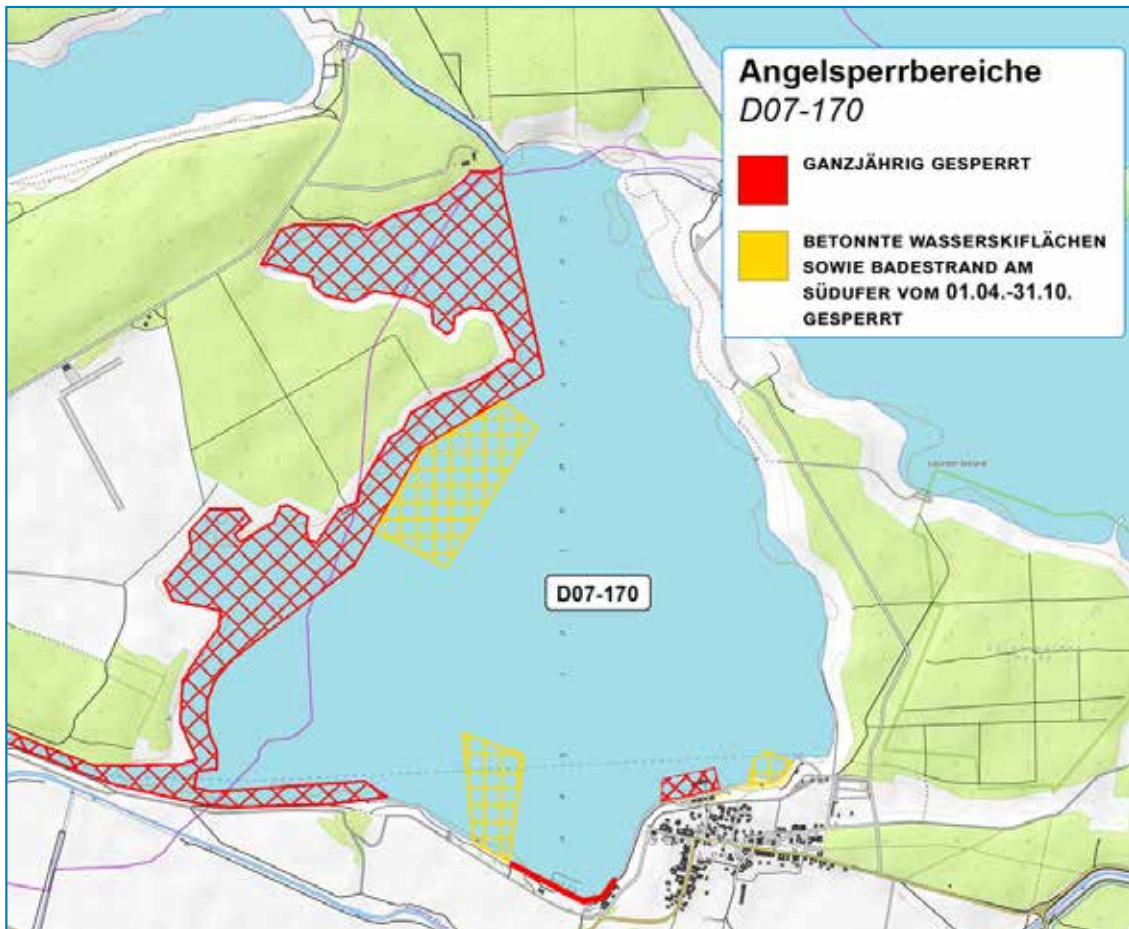 Angelsperrbereiche
D07-170
GANZJÄHRIG GESPERRT
BETONNTE WASSERSKIFLÄCHEN
SOWIE BADESTRAND AM
SÜDUFER VOM 01.04.-31.10.
GESPERRT
D07-170